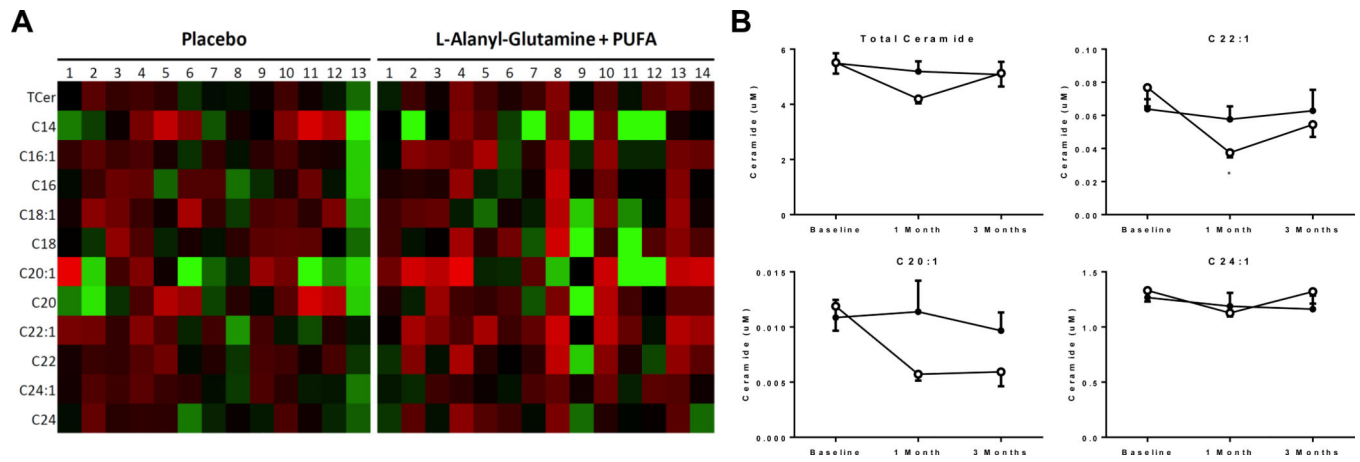 A
Placebo
L-Alanyl-Glutamine + PUFA
1 2 3 4 5 6 7 8 9 10 11 12 13
1 2 3 4 5 6 7 8 9 10 11 12 13 14
TCer
C14
C16:1
C16
C18:1
C18
C20:1
C20
C22:1
C22
C24:1
C24
B
Total Ceramide
Ceramide (uM)
6
4
2
0
Baseline 1 Month 3 Months
C22:1
Ceramide (uM)
0.10
0.08
0.06
0.04
0.02
0.00
*
Baseline 1 Month 3 Months
C20:1
Ceramide (uM)
0.015
0.010
0.005
0.000
Baseline 1 Month 3 Months
C24:1
Ceramide (uM)
1.5
1.0
0.5
0.0
Baseline 1 Month 3 Months